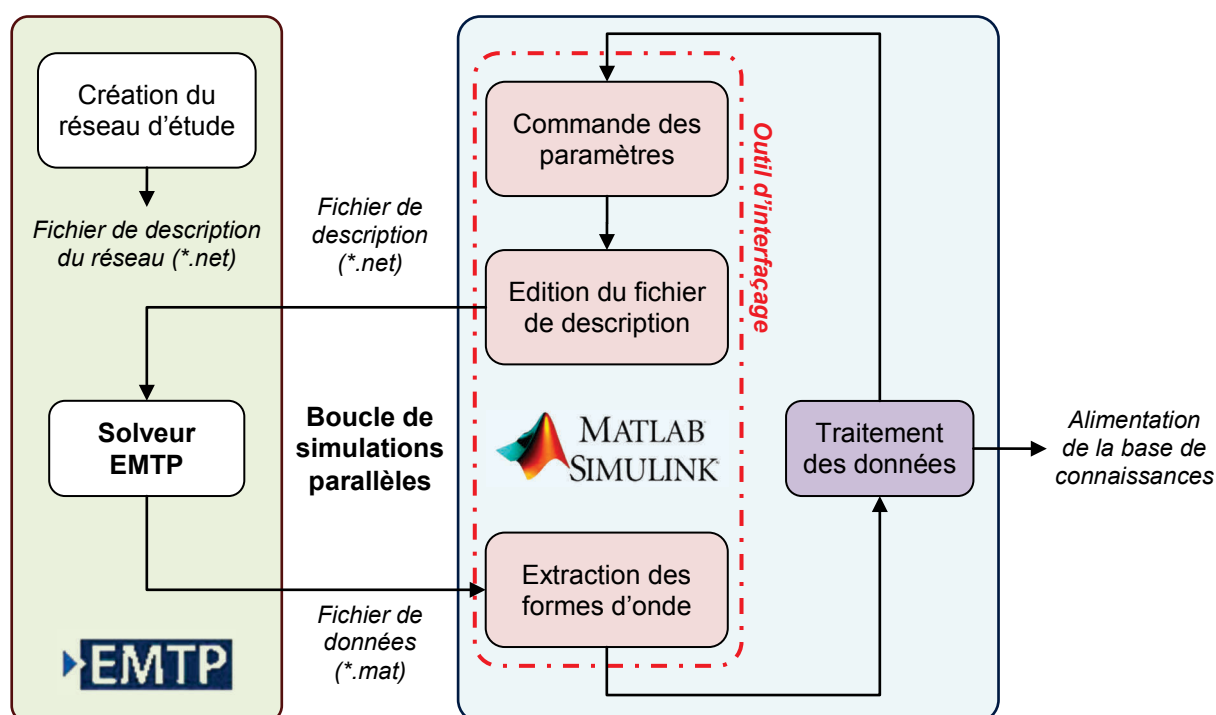 Création du
réseau d'étude
Fichier de description
du réseau (*.net)
Solveur
EMTP
EMTP
Fichier de
description
(*.net)
Boucle de
simulations
parallèles
Fichier de
données
(*.mat)
Commande des
paramètres
Edition du fichier
de description
MATLAB
SIMULINK
Extraction des
formes d'onde
Outil d'interfaçage
Traitement
des données
Alimentation
de la base de
connaissances